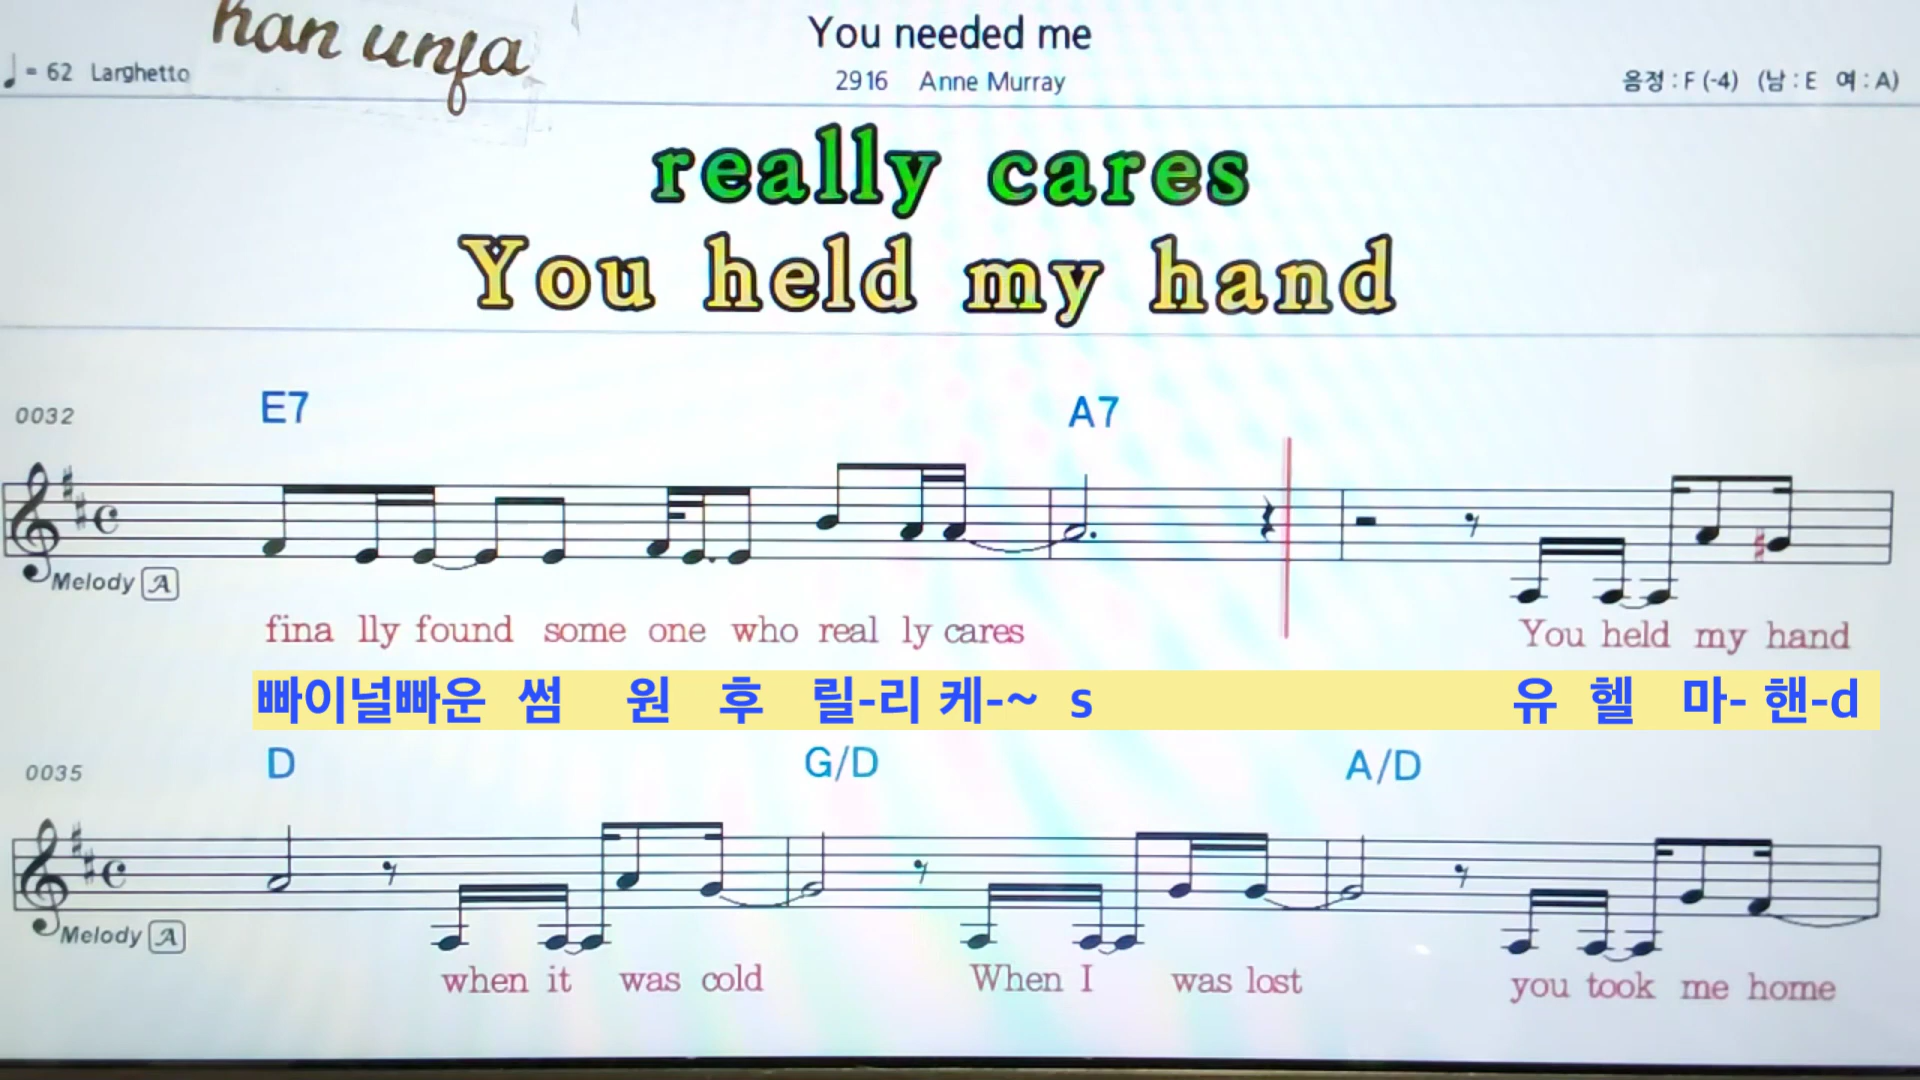 han unfa
You needed me
♩= 62 Larghetto
2916 Anne Murray
음정 : F (-4) (남 : E 여 : A)
really cares
You held my hand
E7 A7
0032
Melody A
fina lly found some one who real ly cares You held my hand
빠이널빠운 썸 원 후 릴-리 케-~ s 유 헬 마- 핸-d
D G/D A/D
0035
Melody A
when it was cold When I was lost you took me home